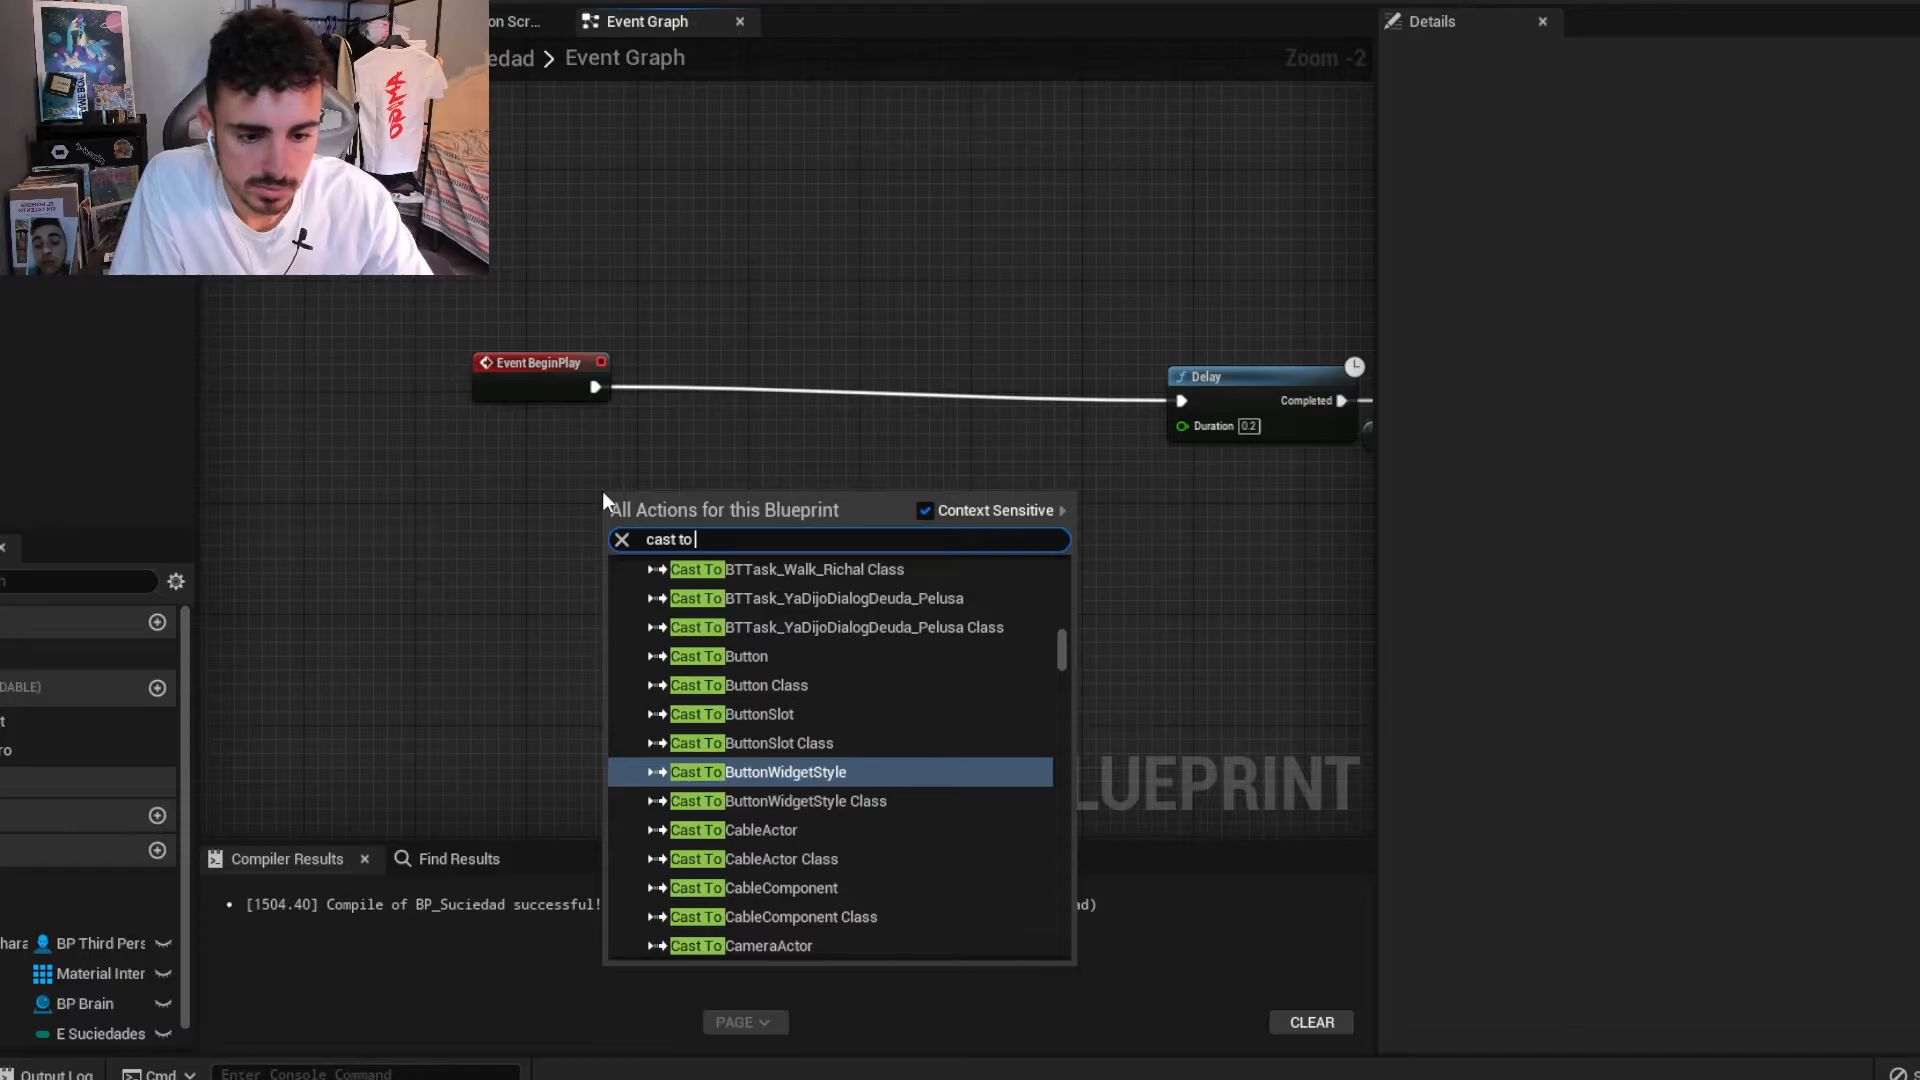 on Scr...
Event Graph
Details
edad > Event Graph
Zoom -2
AMIDO
Event BeginPlay
Delay
Completed
Duration 0.2
All Actions for this Blueprint
Context Sensitive
cast to
Cast To BTTask_Walk_Richal Class
Cast To BTTask_YaDijoDialogDeuda_Pelusa
Cast To BTTask_YaDijoDialogDeuda_Pelusa Class
Cast To Button
Cast To Button Class
Cast To ButtonSlot
Cast To ButtonSlot Class
Cast To ButtonWidgetStyle
Cast To ButtonWidgetStyle Class
Cast To CableActor
Cast To CableActor Class
Cast To CableComponent
Cast To CableComponent Class
Cast To CameraActor
LUEPRINT
DABLE)
Compiler Results
Find Results
[1504.40] Compile of BP_Suciedad successful!
ad)
hara BP Third Pers
Material Inter
BP Brain
E Suciedades
PAGE
CLEAR
Output Log
Cmd
Enter Console Command